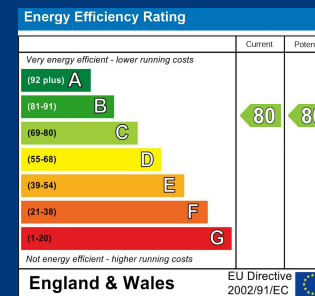 Energy Efficiency Rating
Current
Very energy efficient - lower running costs
(92 plus) A
(81-91) B
(69-80) C
(55-68) D
(39-54) E
(21-38) F
(1-20) G
80
Not energy efficient - higher running costs
England & Wales
EU Directive
2002/91/EC